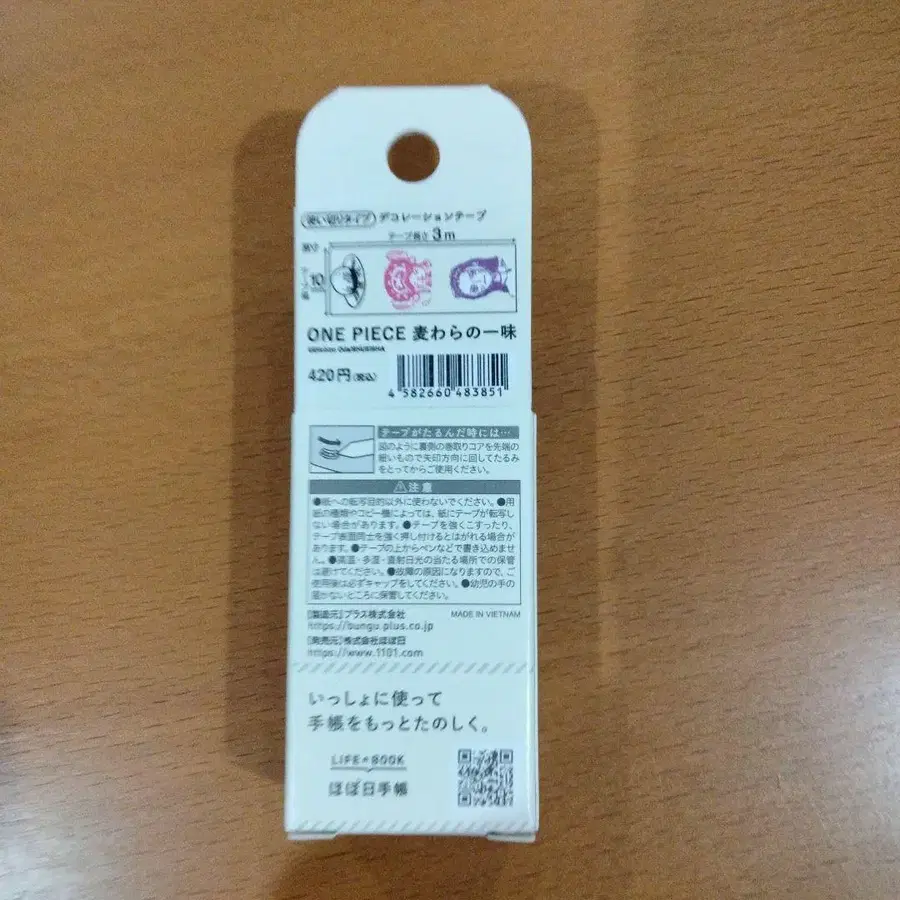 使い切りタイプ デコレーションテープ
テープ長さ 3m
10
ONE PIECE 麦わらの一味
420円(税込)
4 582660 483851
テープがたるんだ時には…
図のように裏側の巻取りコアを先端の
細いもので矢印方向に回してたるみ
をとってからご使用ください。
注意
●紙への転写目的以外に使わないでください。●用
紙の種類やコピー機によっては、紙にテープが転写し
ない場合があります。●テープを強くこすったり、
テープ表面同士を強く押し付けるとはがれる場合が
あります。●テープの上からペンなどで書き込めませ
ん。●高温・多湿・直射日光の当たる場所での保管
は避けてください。●故障の原因になりますので、ご
使用後は必ずキャップをしてください。●幼児の手の
届かないところに保管してください。
[製造元]プラス株式会社 MADE IN VIETNAM
https://bungu.plus.co.jp
[発売元]株式会社ほぼ日
https://www.1101.com
いっしょに使って
手帳をもっとたのしく。
LIFE BOOK
ほぼ日手帳